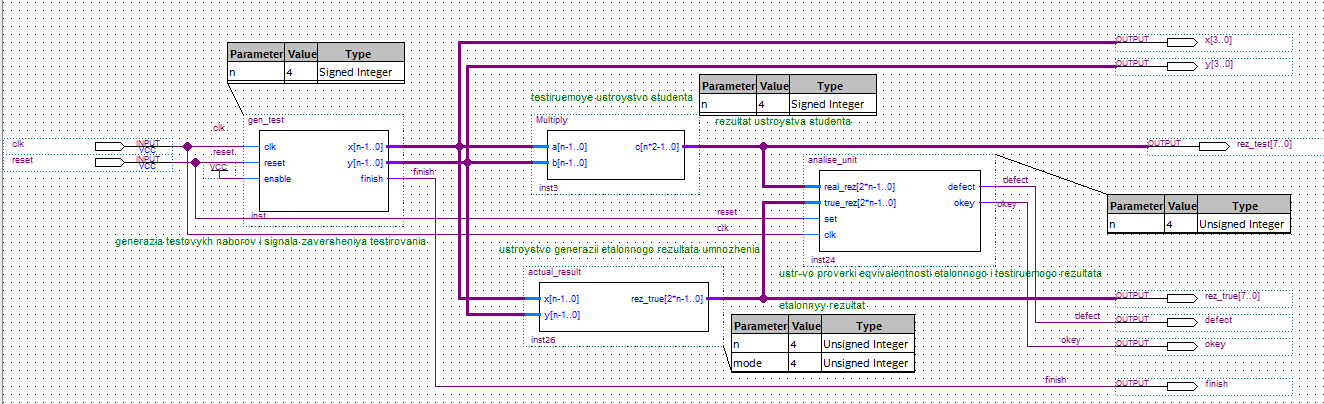 OUTPUT x[3..0]
Parameter Value Type
n 4 Signed Integer
OUTPUT y[3..0]
Parameter Value Type
n 4 Signed Integer
testiruemoye ustroystvo studenta
rezultat ustroystva studenta
gen_test
Multiply
clk
clk INPUT VCC
clk x[n-1..0]
a[n-1..0] c[n*2-1..0]
OUTPUT rez_test[7..0]
reset INPUT VCC
reset
reset y[n-1..0]
b[n-1..0]
analise_unit
VCC
enable finish
finish
inst3
real_rez[2*n-1..0] defect
defect
true_rez[2*n-1..0] okey
okey
Parameter Value Type
n 4 Unsigned Integer
inst
reset
set
clk
clk
generazia testovykh naborov i signala zaversheniya testirovania
ustroystvo generazii etalonnogo rezultata umnozhenia
inst24
actual_result
ustr-vo proverki eqvivalentnosti etalonnogo i testiruemogo rezultata
x[n-1..0] rez_true[2*n-1..0]
OUTPUT rez_true[7..0]
etalonnyy rezultat
y[n-1..0]
inst26
Parameter Value Type
n 4 Unsigned Integer
mode 4 Unsigned Integer
defect OUTPUT defect
okey OUTPUT okey
finish OUTPUT finish